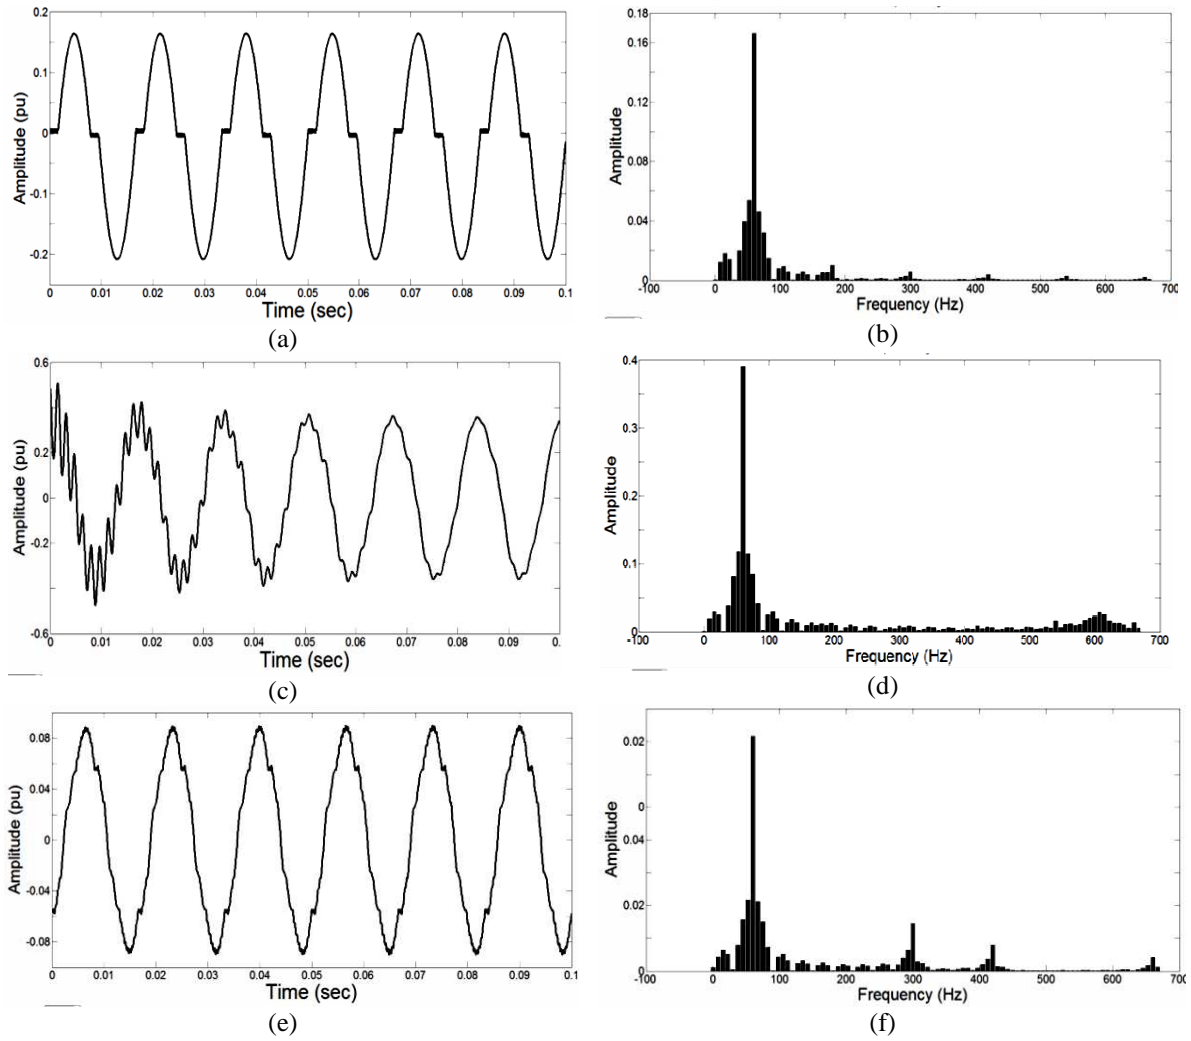 0.2
0.1
0
-0.1
-0.2
Amplitude (pu)
0 0.01 0.02 0.03 0.04 0.05 0.06 0.07 0.08 0.09 0.1
Time (sec)
(a)
0.18
0.16
0.12
0.08
0.04
0
Amplitude
-100 0 100 200 300 400 500 600 700
Frequency (Hz)
(b)
0.6
0.2
0
-0.2
-0.6
Amplitude (pu)
0 0.01 0.02 0.03 0.04 0.05 0.06 0.07 0.08 0.09 0.
Time (sec)
(c)
0.4
0.3
0.2
0.1
0
Amplitude
-100 0 100 200 300 400 500 600 700
Frequency (Hz)
(d)
0.08
0.04
0
-0.04
-0.08
Amplitude (pu)
0 0.01 0.02 0.03 0.04 0.05 0.06 0.07 0.08 0.09 0.1
Time (sec)
(e)
0.02
0
0.04
0.02
0
Amplitude
-100 0 100 200 300 400 500 600 700
Frequency (Hz)
(f)